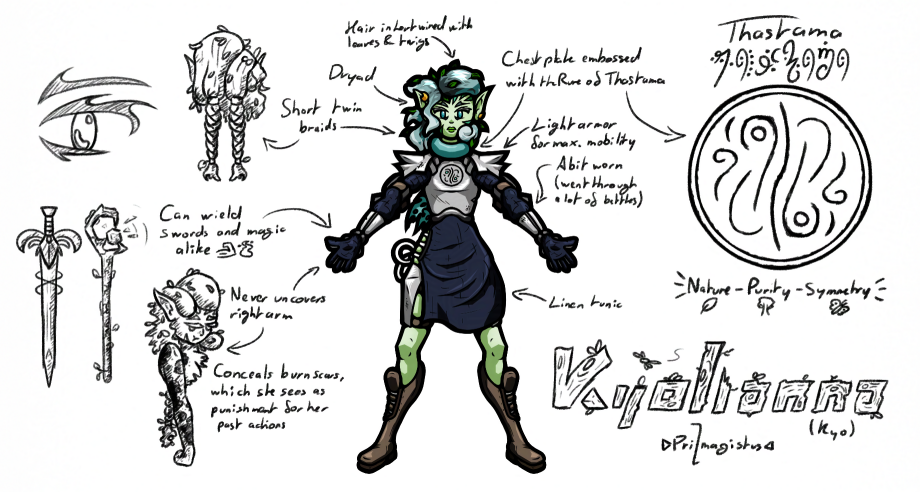 Hair intertwined with
leaves & twigs
Dryad
Short twin
braids
Chestplate embossed
with the Rune of Thastama
Thastama
Light armor
for max. mobility
A bit worn
(went through
a lot of battles)
Can wield
swords and magic
alike
Never uncovers
right arm
Conceals burn scars,
which she sees as
punishment for her
past actions
Linen tunic
Nature - Purity - Symmetry
Kyolianna
(Kyo)
Prizmagistus